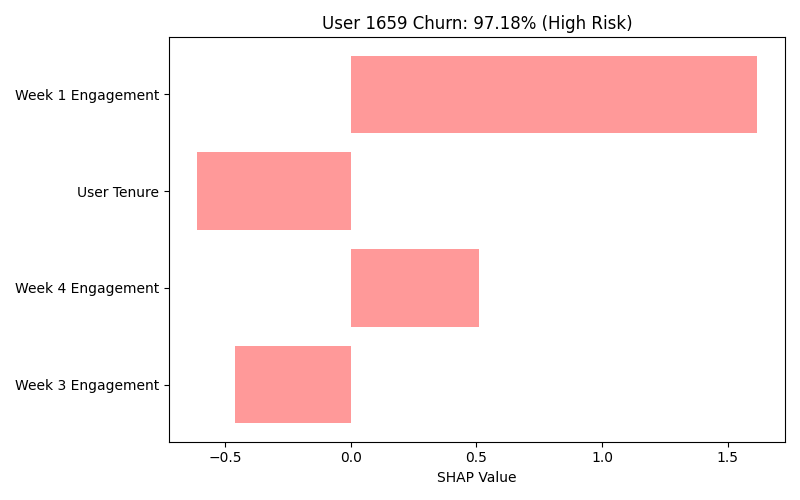 User 1659 Churn: 97.18% (High Risk)
Week 1 Engagement
User Tenure
Week 4 Engagement
Week 3 Engagement
−0.5 0.0 0.5 1.0 1.5
SHAP Value